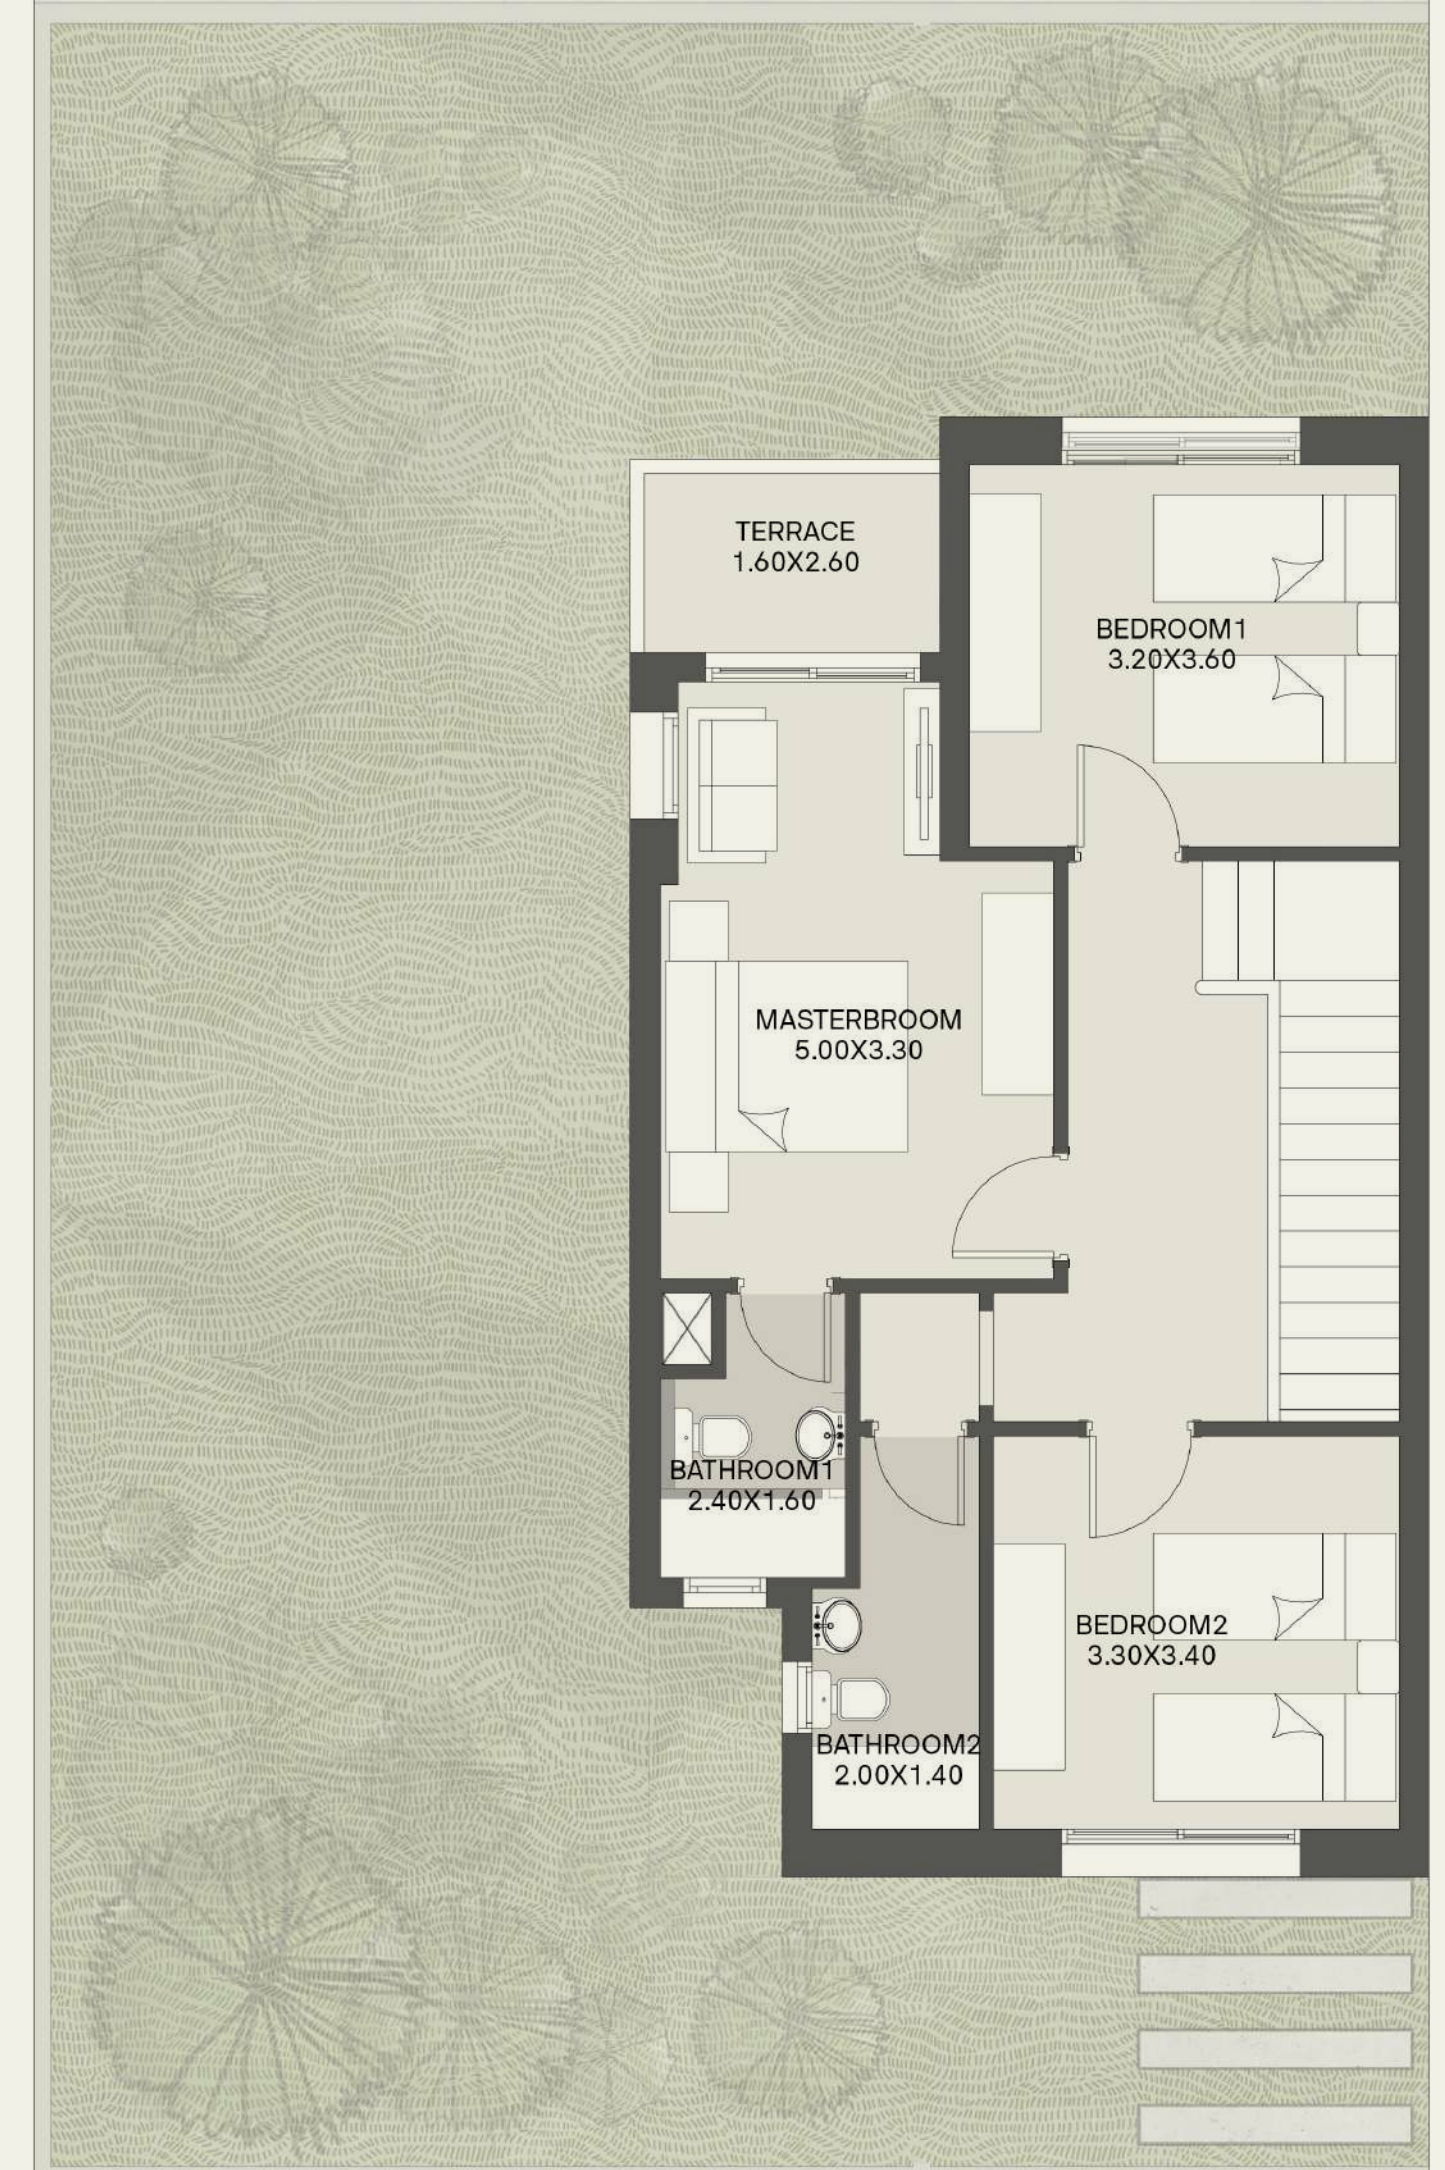 TERRACE
1.60X2.60
BEDROOM1
3.20X3.60
MASTERBROOM
5.00X3.30
BATHROOM1
2.40X1.60
BEDROOM2
3.30X3.40
BATHROOM2
2.00X1.40